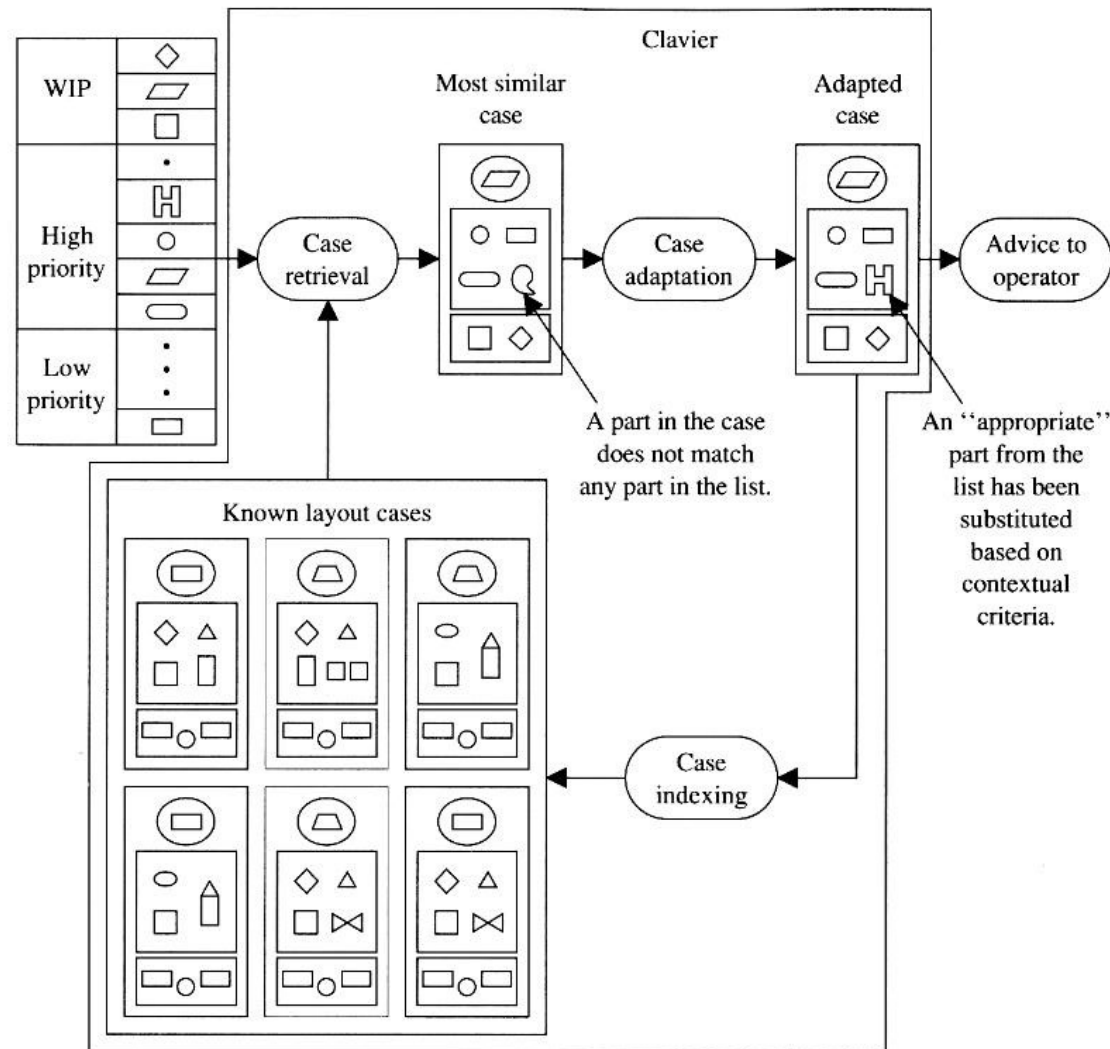 Clavier
WIP
High
priority
Low
priority
Case
retrieval
Most similar
case
Case
adaptation
Adapted
case
Advice to
operator
A part in the case
does not match
any part in the list.
An ‘‘appropriate’’
part from the
list has been
substituted
based on
contextual
criteria.
Known layout cases
Case
indexing